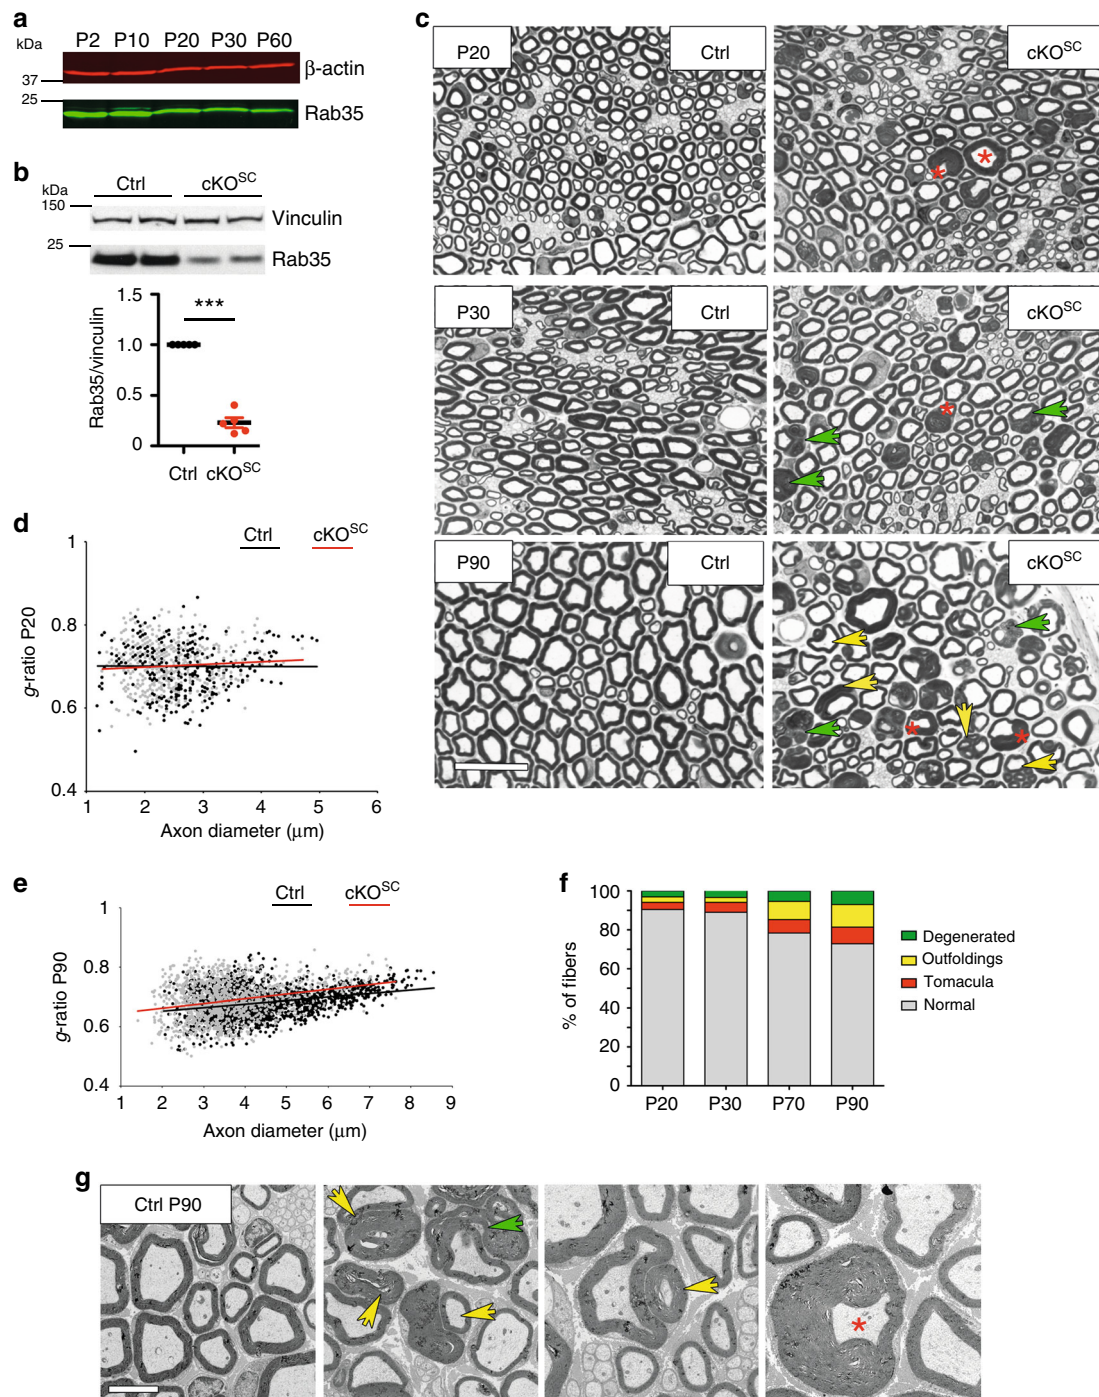 a
kDa
P2 P10 P20 P30 P60
37
β-actin
25
Rab35
b
kDa
Ctrl cKO^SC
150
Vinculin
25
Rab35
1.5
***
1.0
0.5
0
Rab35/vinculin
Ctrl cKO^SC
c
P20 Ctrl cKO^SC
*
*
P30 Ctrl cKO^SC
*
P90 Ctrl cKO^SC
*
*
d
Ctrl cKO^SC
1
0.8
0.6
0.4
g-ratio P20
1 2 3 4 5 6
Axon diameter (μm)
e
Ctrl cKO^SC
1
0.8
0.6
0.4
g-ratio P90
1 2 3 4 5 6 7 8 9
Axon diameter (μm)
f
100
80
60
40
20
0
% of fibers
P20 P30 P70 P90
Degenerated
Outfoldings
Tomacula
Normal
g
Ctrl P90
*